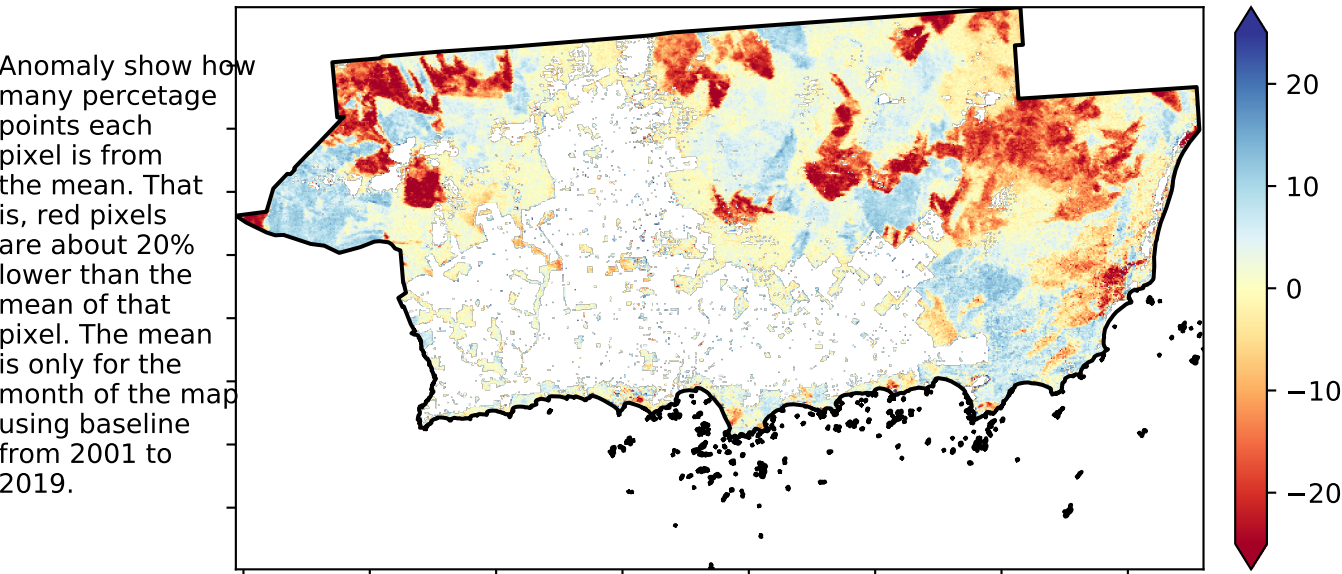 Anomaly show how
many percetage
points each
pixel is from
the mean. That
is, red pixels
are about 20%
lower than the
mean of that
pixel. The mean
is only for the
month of the map
using baseline
from 2001 to
2019.
20
10
0
−10
−20